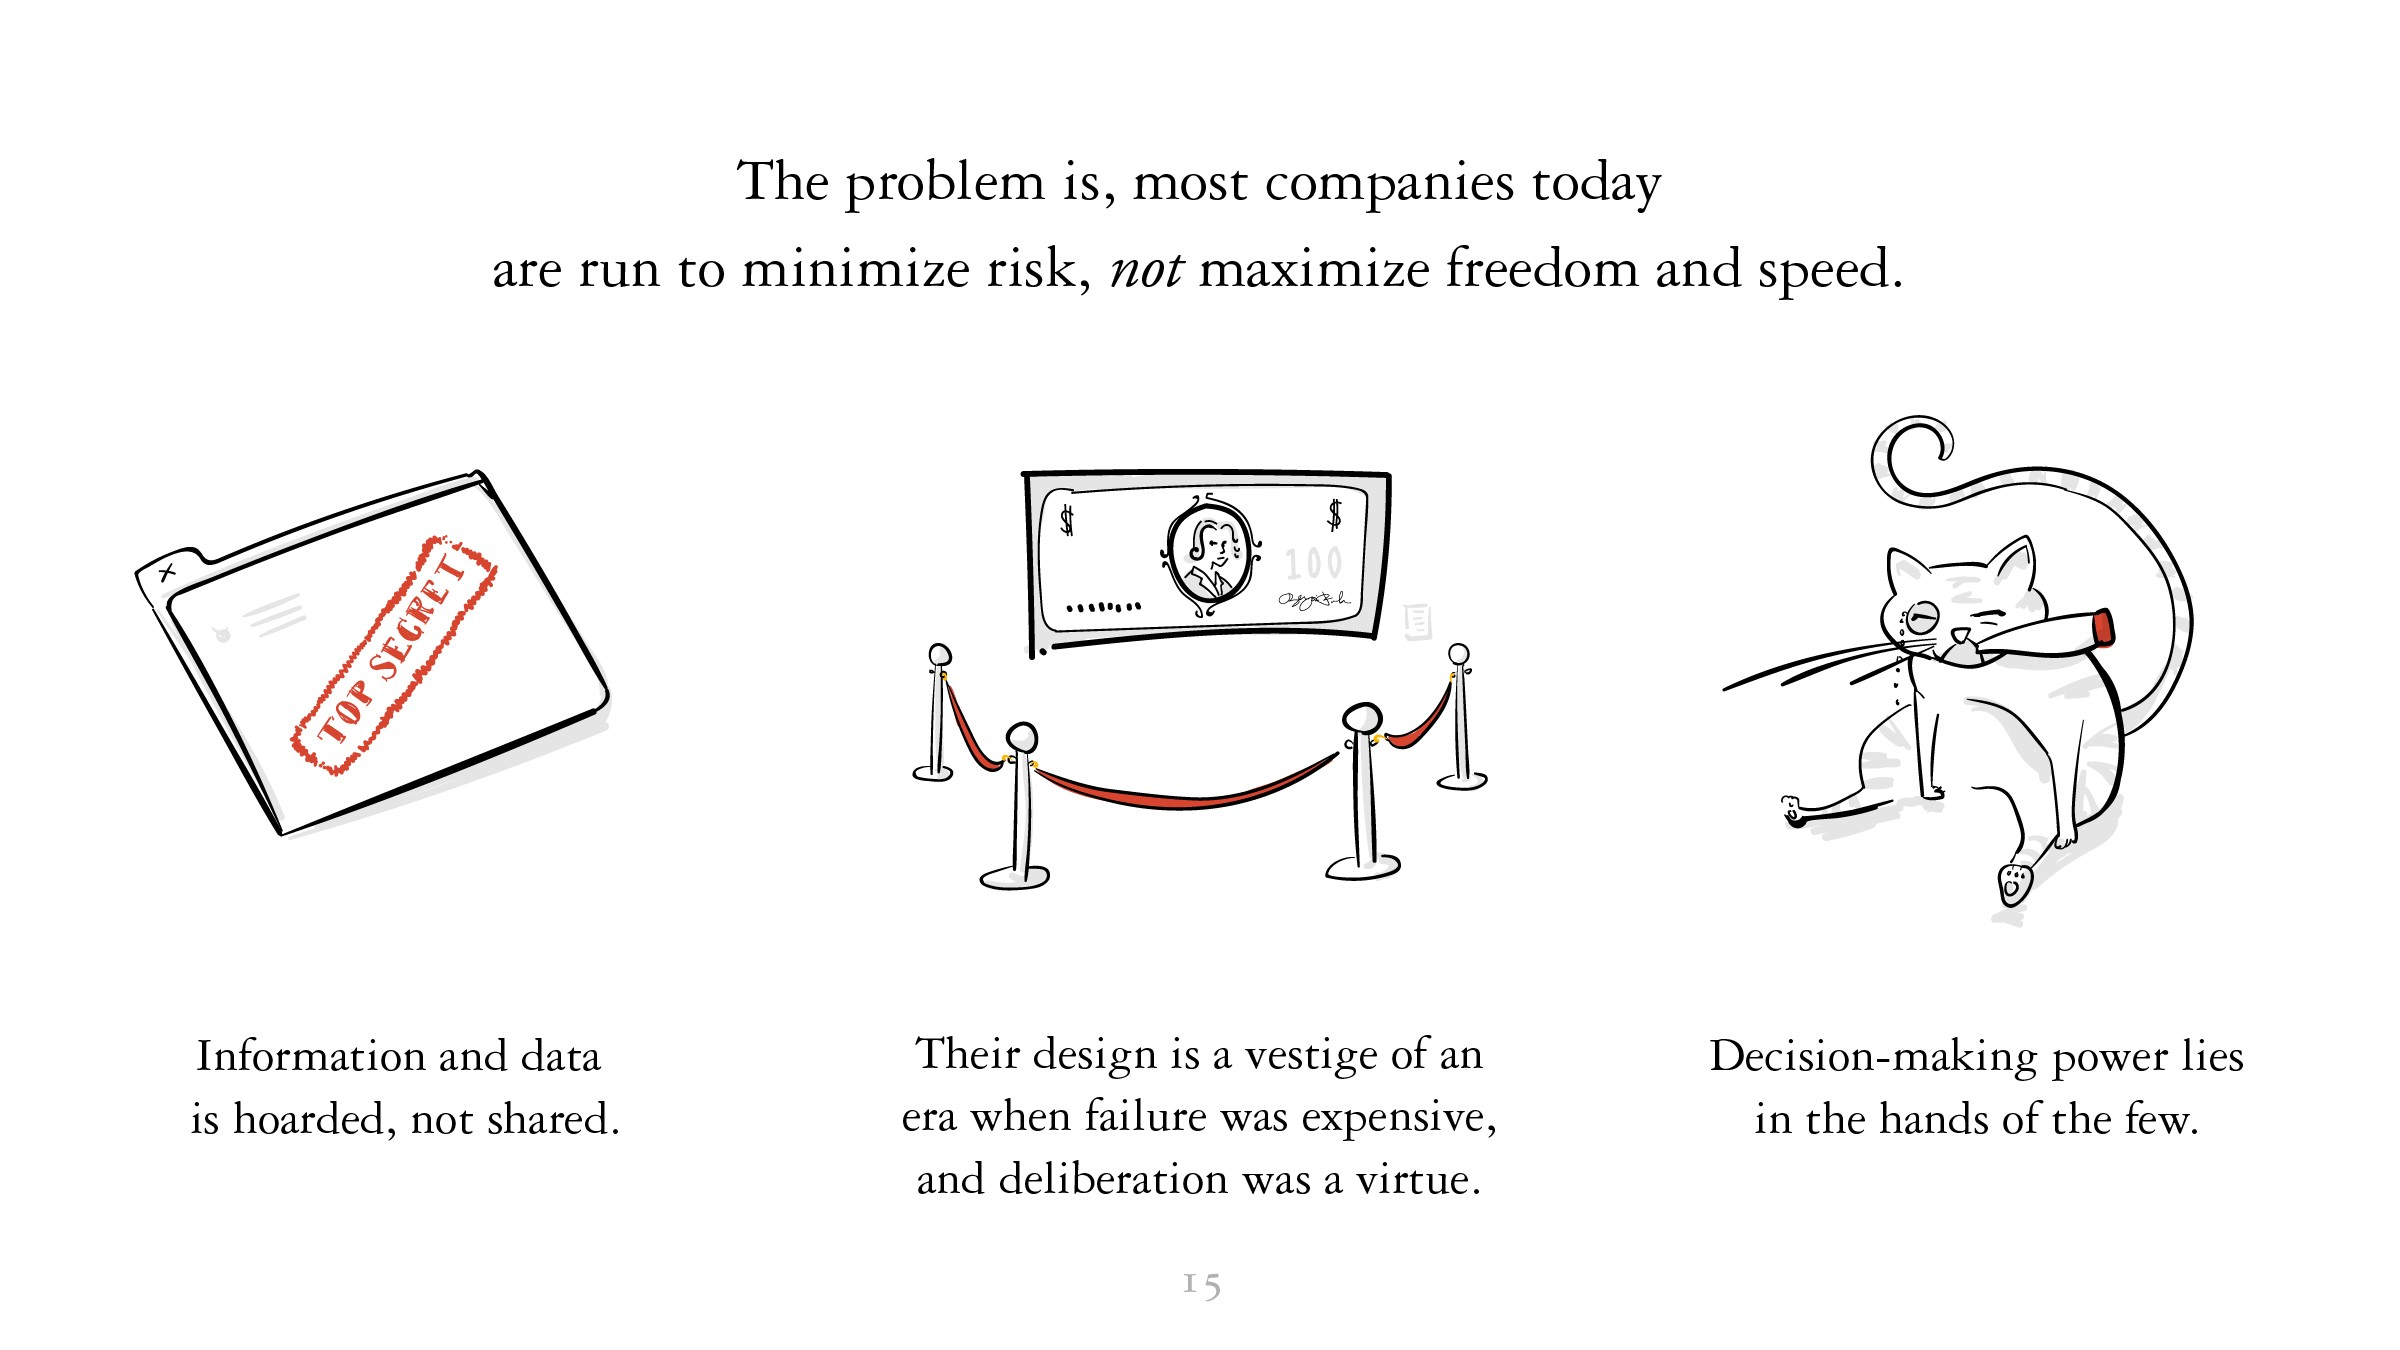 The problem is, most companies today
are run to minimize risk, not maximize freedom and speed.
X
TOP SECRET
$
$
100
Information and data
is hoarded, not shared.
Their design is a vestige of an
era when failure was expensive,
and deliberation was a virtue.
Decision-making power lies
in the hands of the few.
15